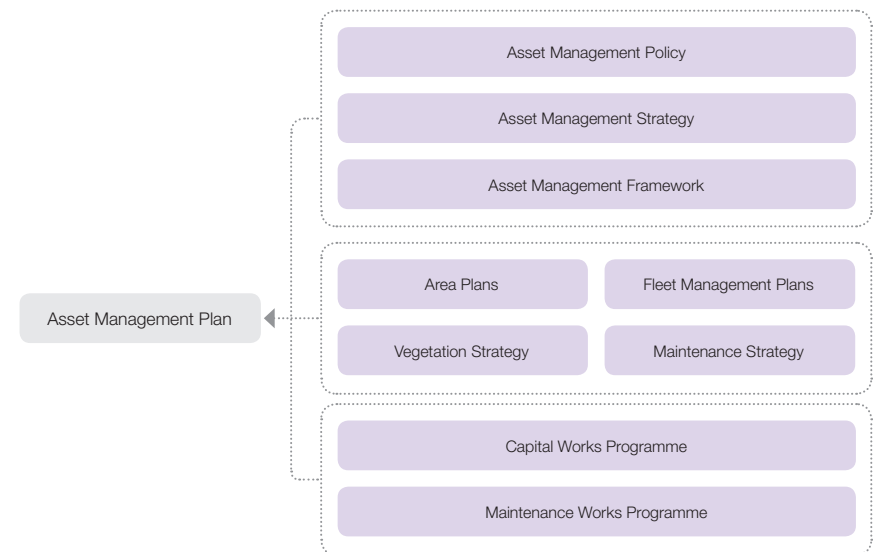 Asset Management Policy
Asset Management Strategy
Asset Management Framework
Area Plans
Fleet Management Plans
Asset Management Plan
Vegetation Strategy
Maintenance Strategy
Capital Works Programme
Maintenance Works Programme